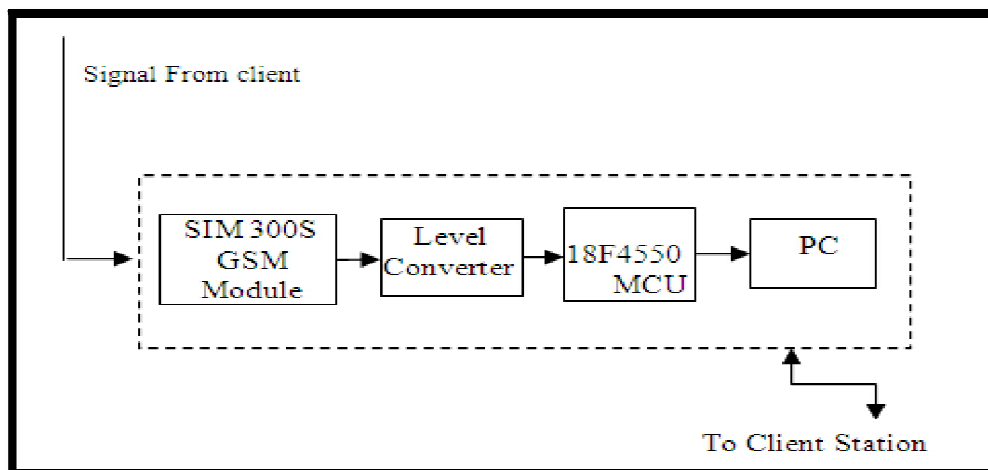 Signal From client
SIM 300S
GSM
Module
Level
Converter
18F4550
MCU
PC
To Client Station